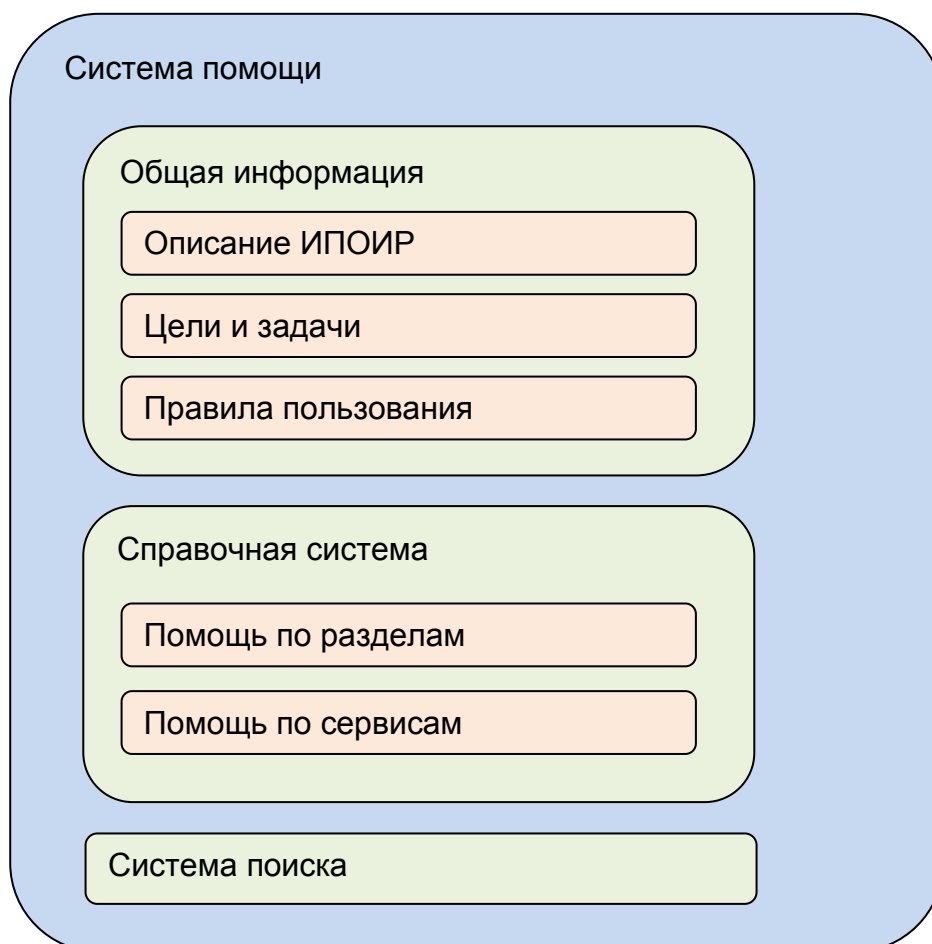 Система помощи
Общая информация
Описание ИПОИР
Цели и задачи
Правила пользования
Справочная система
Помощь по разделам
Помощь по сервисам
Система поиска